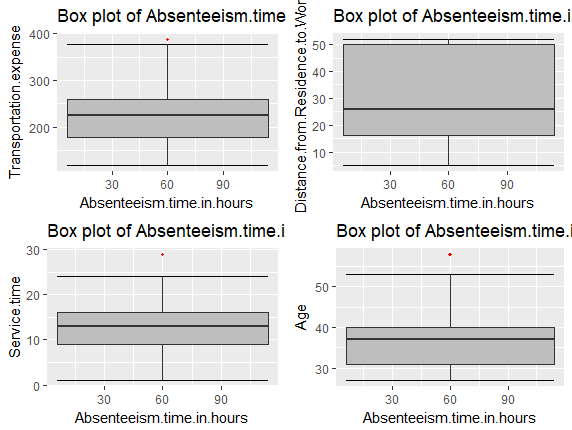 Box plot of Absenteeism.time
Transportation.expense
400
300
200
30 60 90
Absenteeism.time.in.hours
Box plot of Absenteeism.time.i
Distance.from.Residence.to.Wor
50
40
30
20
10
30 60 90
Absenteeism.time.in.hours
Box plot of Absenteeism.time.i
Service.time
30
20
10
0
30 60 90
Absenteeism.time.in.hours
Box plot of Absenteeism.time.i
Age
50
40
30
30 60 90
Absenteeism.time.in.hours